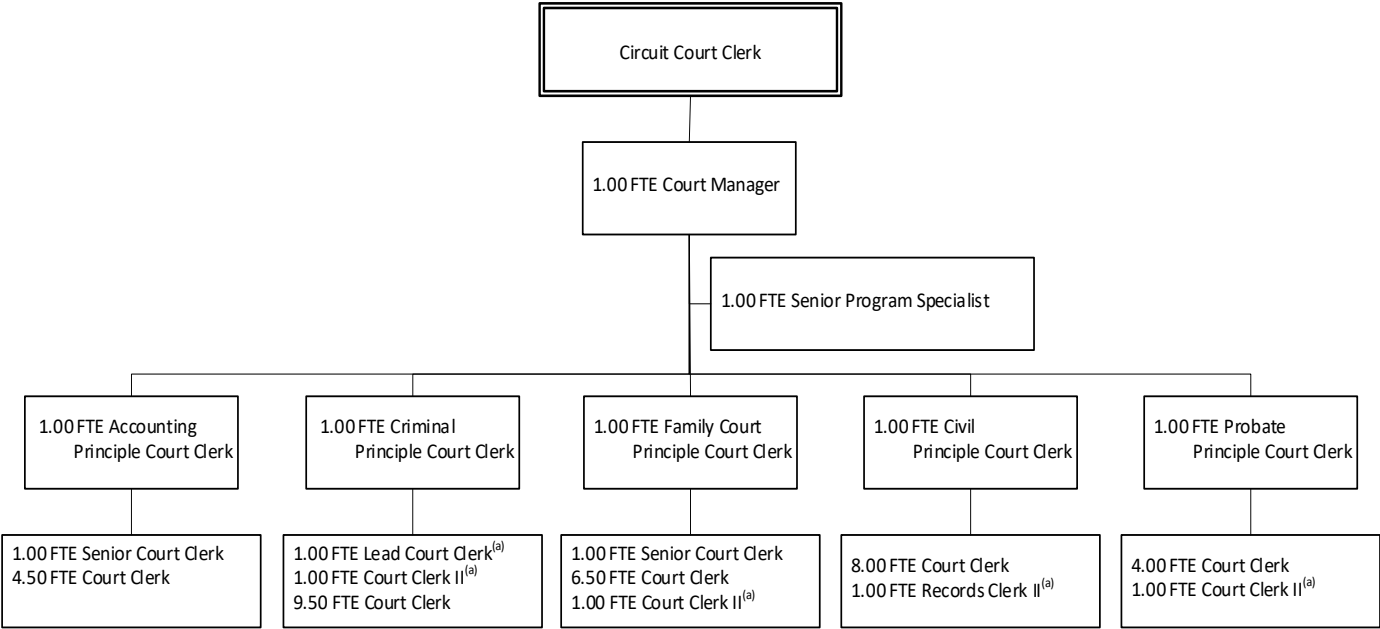 Circuit Court Clerk
1.00 FTE Court Manager
1.00 FTE Senior Program Specialist
1.00 FTE Accounting
Principle Court Clerk
1.00 FTE Criminal
Principle Court Clerk
1.00 FTE Family Court
Principle Court Clerk
1.00 FTE Civil
Principle Court Clerk
1.00 FTE Probate
Principle Court Clerk
1.00 FTE Senior Court Clerk
4.50 FTE Court Clerk
1.00 FTE Lead Court Clerk(a)
1.00 FTE Court Clerk II(a)
9.50 FTE Court Clerk
1.00 FTE Senior Court Clerk
6.50 FTE Court Clerk
1.00 FTE Court Clerk II(a)
8.00 FTE Court Clerk
1.00 FTE Records Clerk II(a)
4.00 FTE Court Clerk
1.00 FTE Court Clerk II(a)